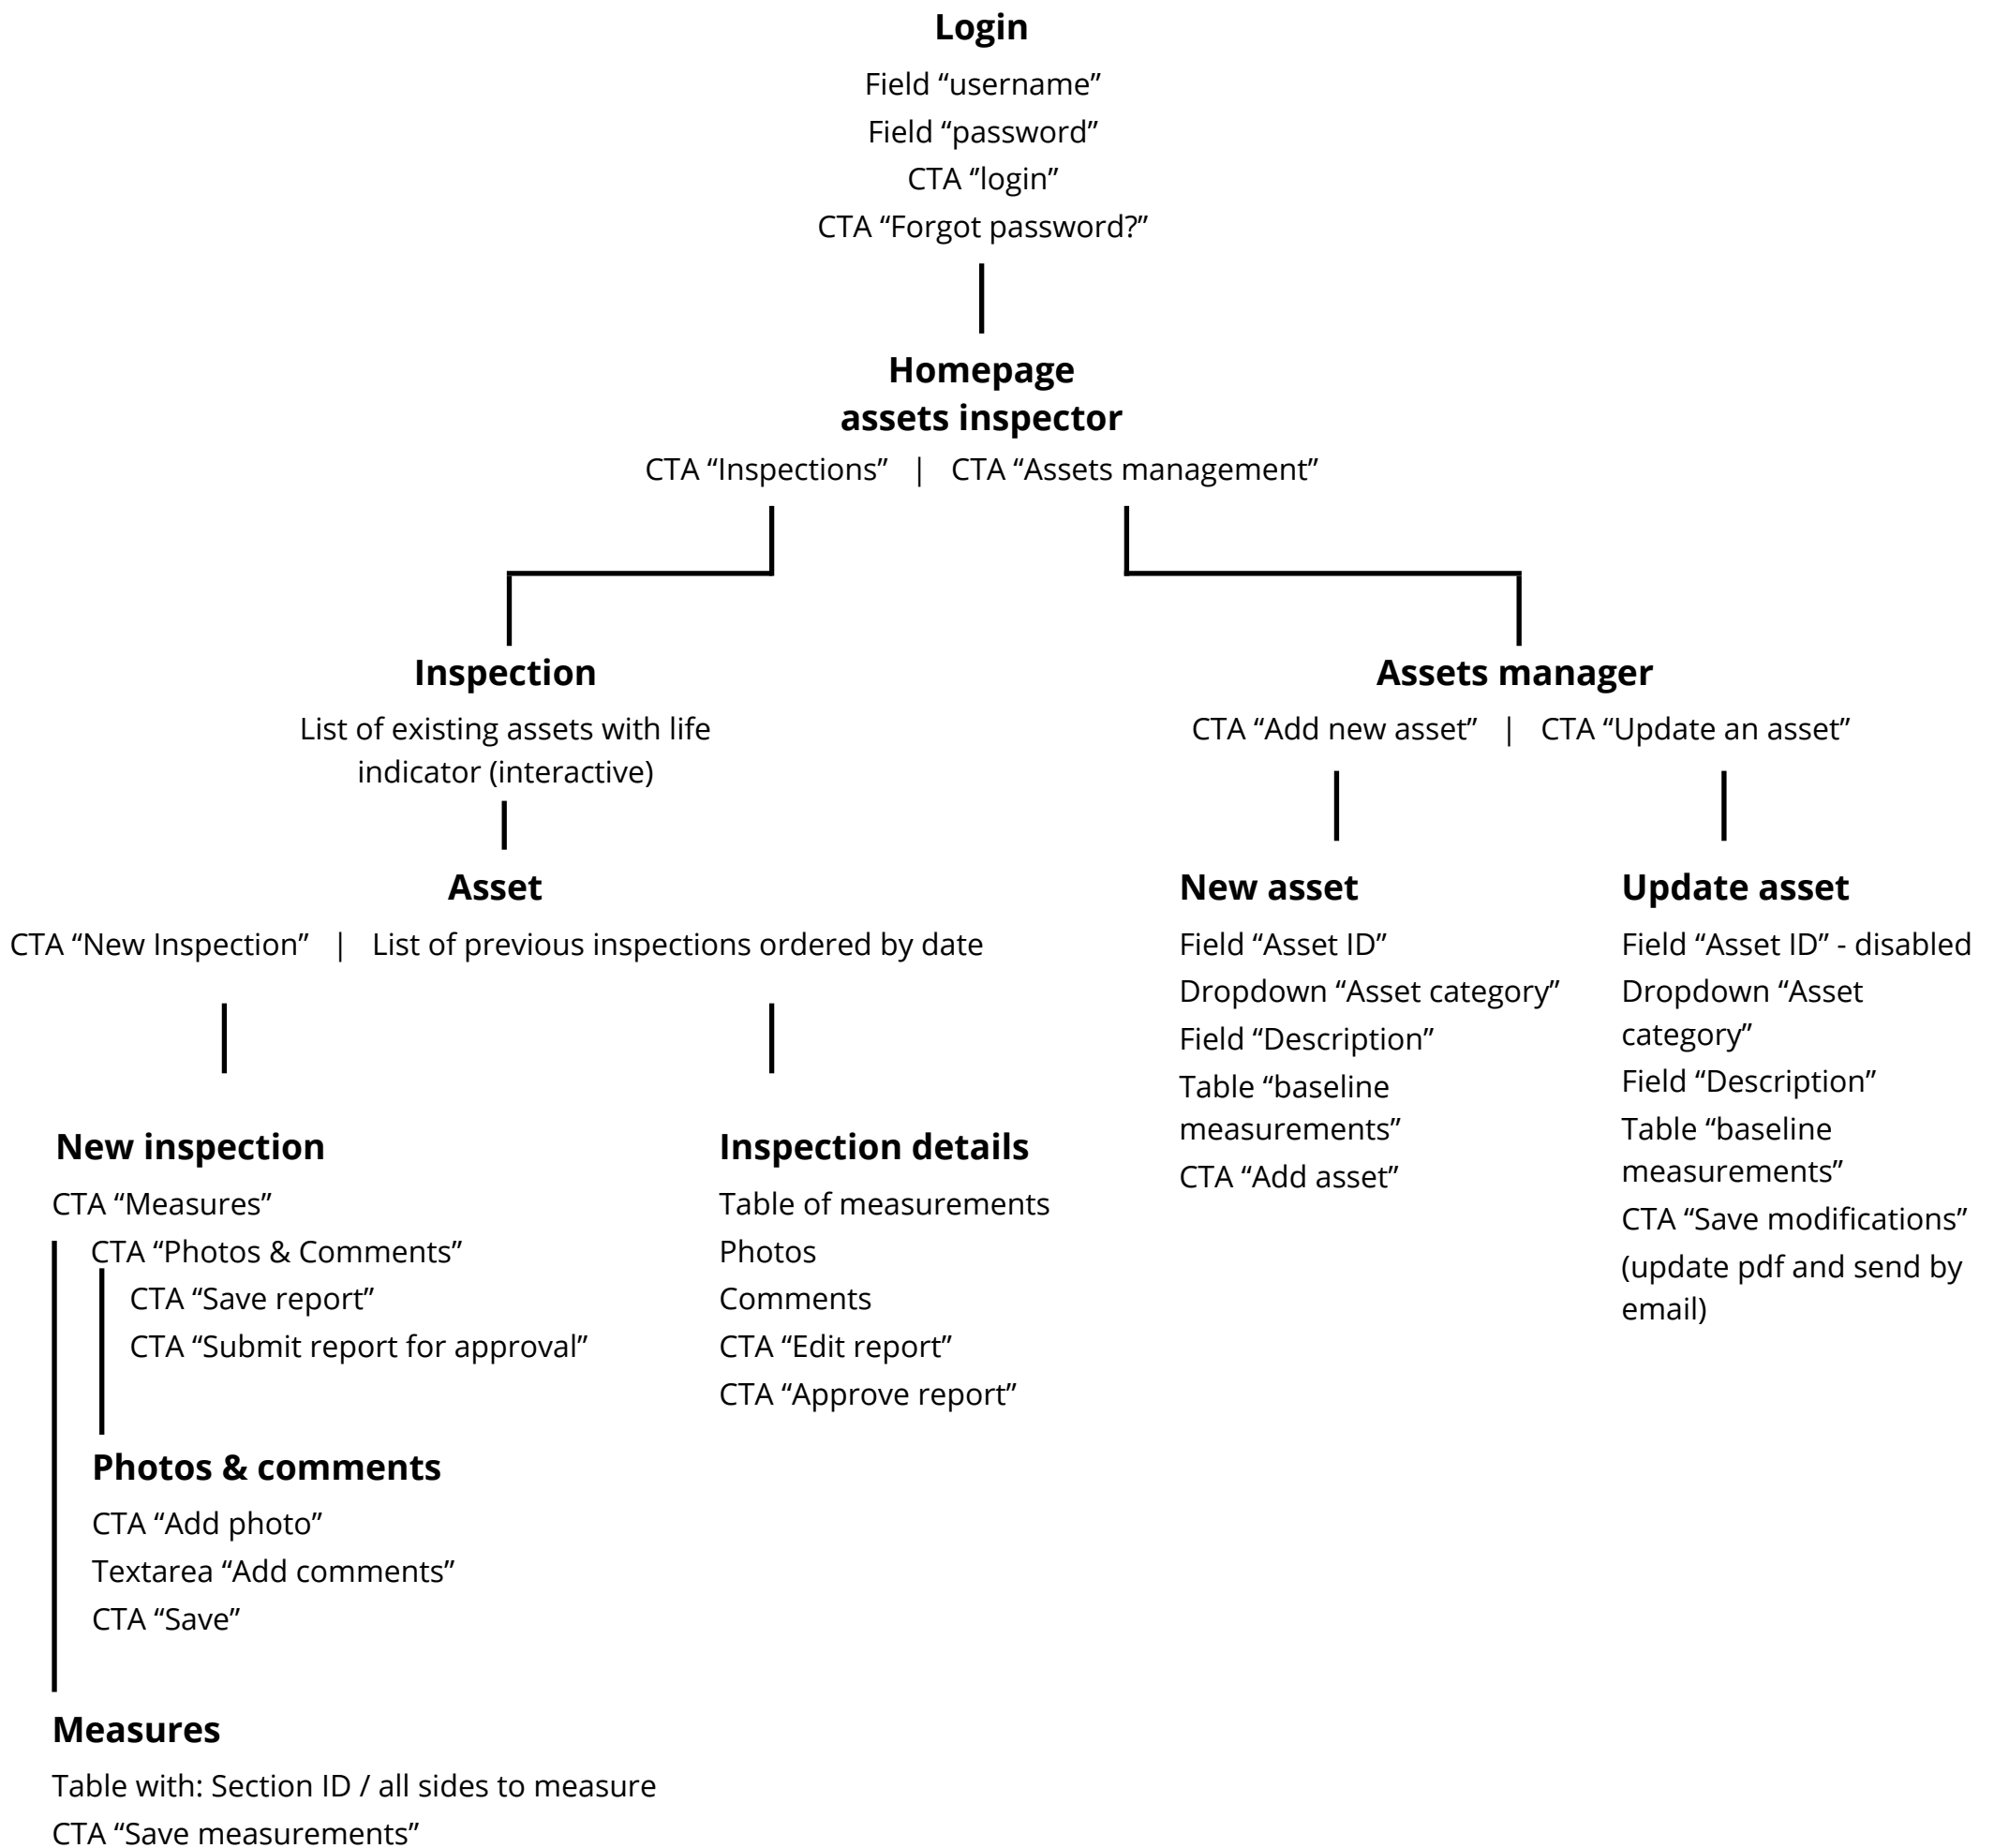 Login
Field “username”
Field “password”
CTA “login”
CTA “Forgot password?”
Homepage
assets inspector
CTA “Inspections” | CTA “Assets management”
Inspection
List of existing assets with life
indicator (interactive)
Assets manager
CTA “Add new asset” | CTA “Update an asset”
Asset
CTA “New Inspection” | List of previous inspections ordered by date
New asset
Field “Asset ID”
Dropdown “Asset category”
Field “Description”
Table “baseline
measurements”
CTA “Add asset”
Update asset
Field “Asset ID” - disabled
Dropdown “Asset
category”
Field “Description”
Table “baseline
measurements”
CTA “Save modifications”
(update pdf and send by
email)
New inspection
CTA “Measures”
CTA “Photos & Comments”
CTA “Save report”
CTA “Submit report for approval”
Inspection details
Table of measurements
Photos
Comments
CTA “Edit report”
CTA “Approve report”
Photos & comments
CTA “Add photo”
Textarea “Add comments”
CTA “Save”
Measures
Table with: Section ID / all sides to measure
CTA “Save measurements”